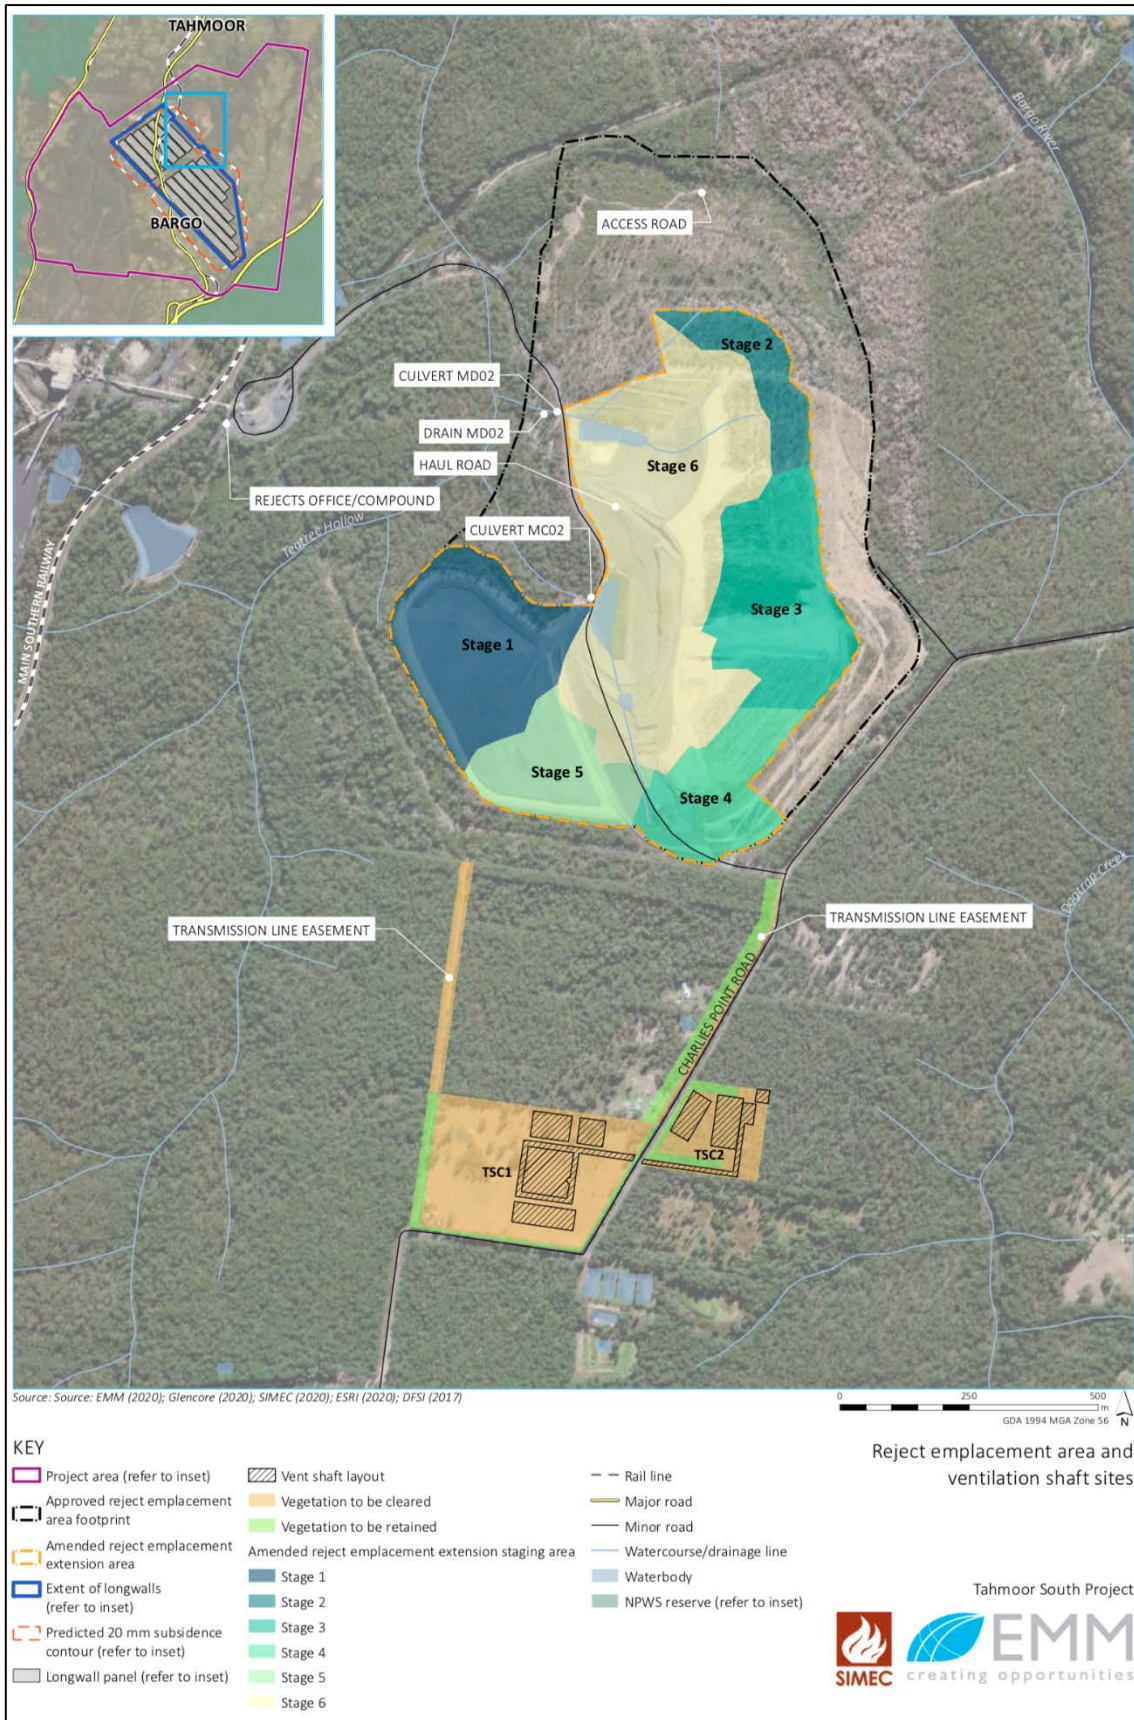 TAHMOOR
BARGO
Bargo River
ACCESS ROAD
Stage 2
CULVERT MD02
DRAIN MD02
HAUL ROAD
Stage 6
REJECTS OFFICE/COMPOUND
CULVERT MC02
Teatree Hollow
MAIN SOUTHERN RAILWAY
Stage 1
Stage 3
Stage 5
Stage 4
Dogtrap Creek
TRANSMISSION LINE EASEMENT
TRANSMISSION LINE EASEMENT
CHARLIES POINT ROAD
TSC1
TSC2
Source: Source: EMM (2020); Glencore (2020); SIMEC (2020); ESRI (2020); DFSI (2017)
0 250 500
m
GDA 1994 MGA Zone 56
N
KEY
Project area (refer to inset)
Approved reject emplacement
area footprint
Amended reject emplacement
extension area
Extent of longwalls
(refer to inset)
Predicted 20 mm subsidence
contour (refer to inset)
Longwall panel (refer to inset)
Vent shaft layout
Vegetation to be cleared
Vegetation to be retained
Amended reject emplacement extension staging area
Stage 1
Stage 2
Stage 3
Stage 4
Stage 5
Stage 6
Rail line
Major road
Minor road
Watercourse/drainage line
Waterbody
NPWS reserve (refer to inset)
Reject emplacement area and
ventilation shaft sites
Tahmoor South Project
SIMEC
EMM
creating opportunities